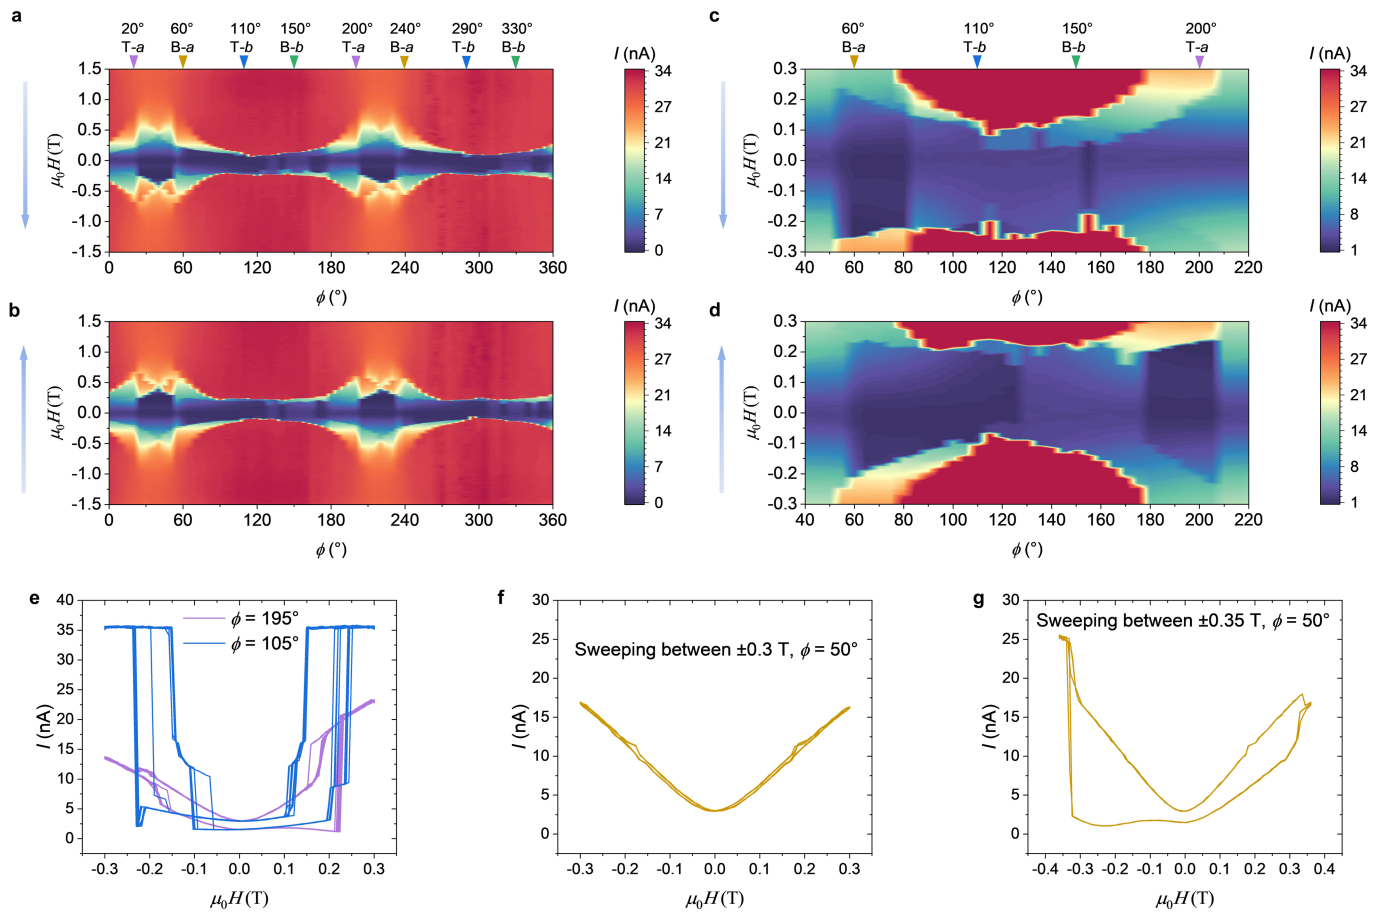 a
20° 60° 110° 150° 200° 240° 290° 330°
T-a B-a T-b B-b T-a B-a T-b B-b
I (nA)
1.5
1.0
0.5
0.0
-0.5
-1.0
-1.5
μ₀H (T)
0 60 120 180 240 300 360
ϕ (°)
34
27
20
14
7
0
c
60° 110° 150° 200°
B-a T-b B-b T-a
I (nA)
0.3
0.2
0.1
0.0
-0.1
-0.2
-0.3
μ₀H (T)
40 60 80 100 120 140 160 180 200 220
ϕ (°)
34
27
21
14
8
1
b
I (nA)
1.5
1.0
0.5
0.0
-0.5
-1.0
-1.5
μ₀H (T)
0 60 120 180 240 300 360
ϕ (°)
34
27
20
14
7
0
d
I (nA)
0.3
0.2
0.1
0.0
-0.1
-0.2
-0.3
μ₀H (T)
40 60 80 100 120 140 160 180 200 220
ϕ (°)
34
27
21
14
8
1
e
40
35
30
25
20
15
10
5
0
I (nA)
ϕ = 195°
ϕ = 105°
-0.3 -0.2 -0.1 0.0 0.1 0.2 0.3
μ₀H (T)
f
30
25
20
15
10
5
0
I (nA)
Sweeping between ±0.3 T, ϕ = 50°
-0.3 -0.2 -0.1 0.0 0.1 0.2 0.3
μ₀H (T)
g
30
25
20
15
10
5
0
I (nA)
Sweeping between ±0.35 T, ϕ = 50°
-0.4 -0.3 -0.2 -0.1 0.0 0.1 0.2 0.3 0.4
μ₀H (T)